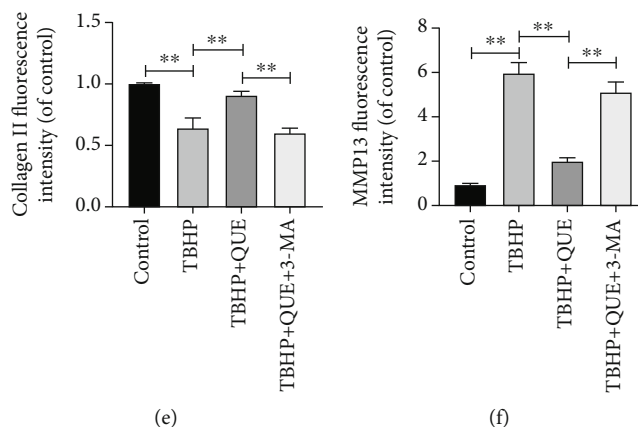 Collagen II fluorescence
intensity (of control)
1.5
1.0
0.5
0.0
**
**
**
Control
TBHP
TBHP+QUE
TBHP+QUE+3-MA
(e)
MMP13 fluorescence
intensity (of control)
8
6
4
2
0
**
**
**
Control
TBHP
TBHP+QUE
TBHP+QUE+3-MA
(f)